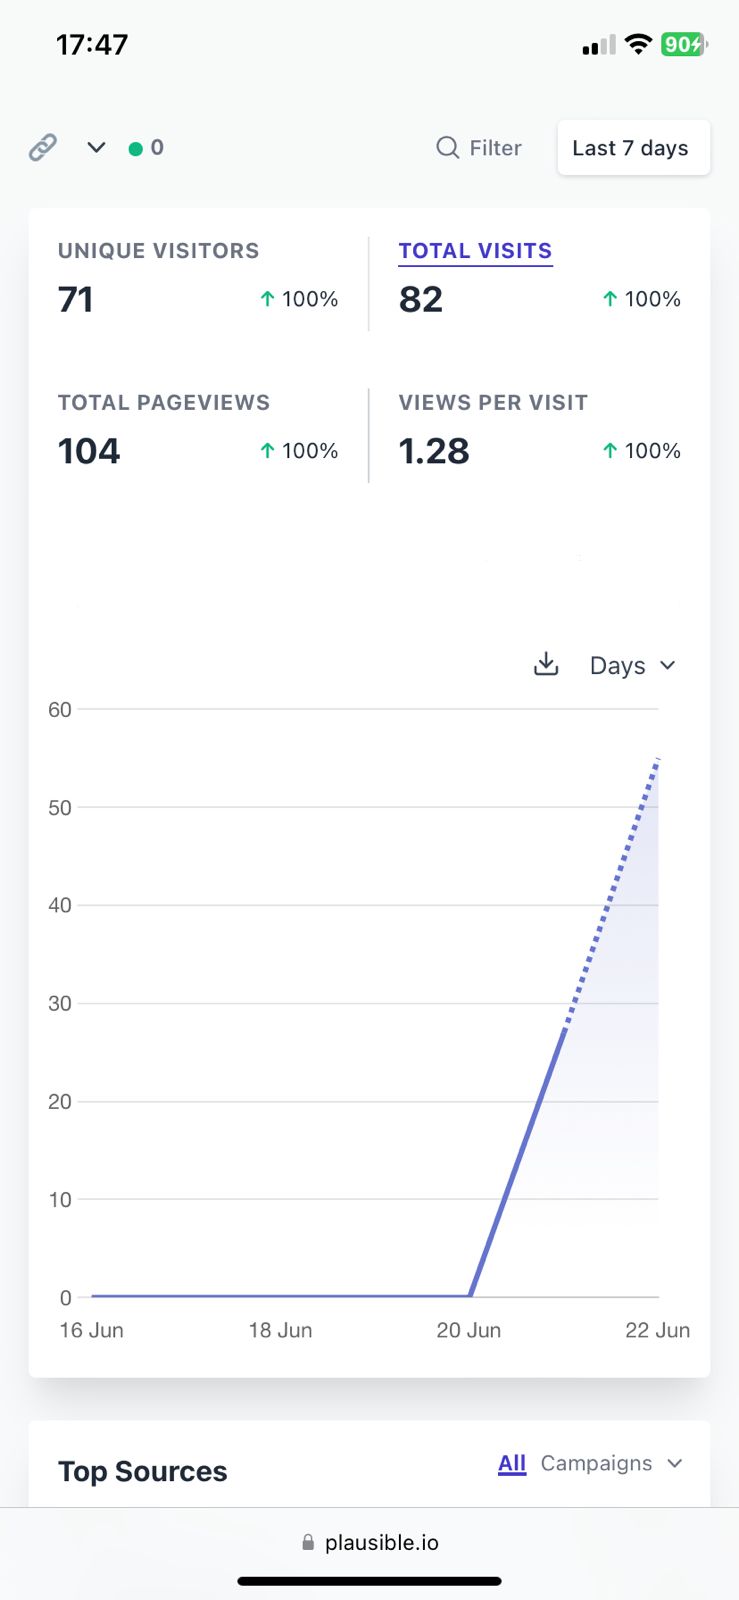 17:47
90
0
Filter
Last 7 days
UNIQUE VISITORS
TOTAL VISITS
71
100%
82
100%
TOTAL PAGEVIEWS
VIEWS PER VISIT
104
100%
1.28
100%
Days
60
50
40
30
20
10
0
16 Jun
18 Jun
20 Jun
22 Jun
Top Sources
All
Campaigns
plausible.io